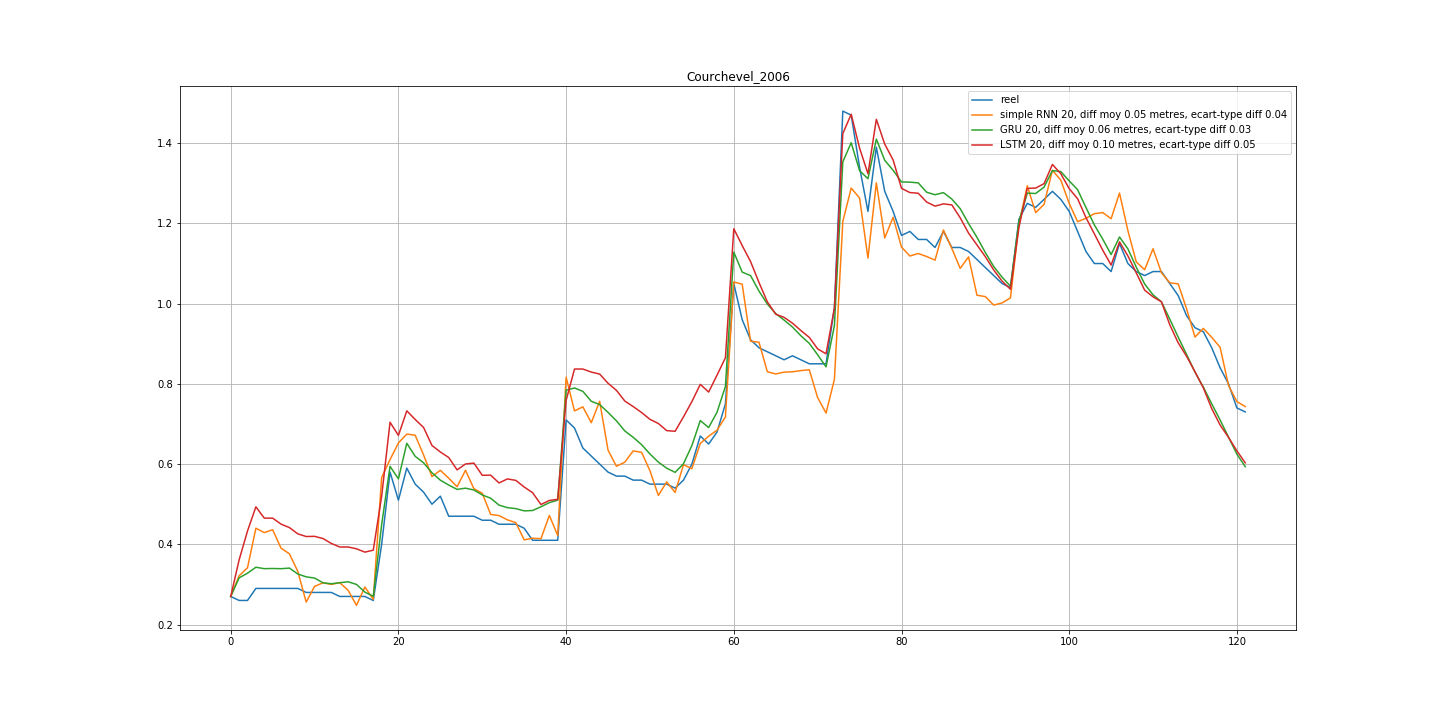 Courchevel_2006
reel
simple RNN 20, diff moy 0.05 metres, ecart-type diff 0.04
GRU 20, diff moy 0.06 metres, ecart-type diff 0.03
LSTM 20, diff moy 0.10 metres, ecart-type diff 0.05
1.4
1.2
1.0
0.8
0.6
0.4
0.2
0 20 40 60 80 100 120